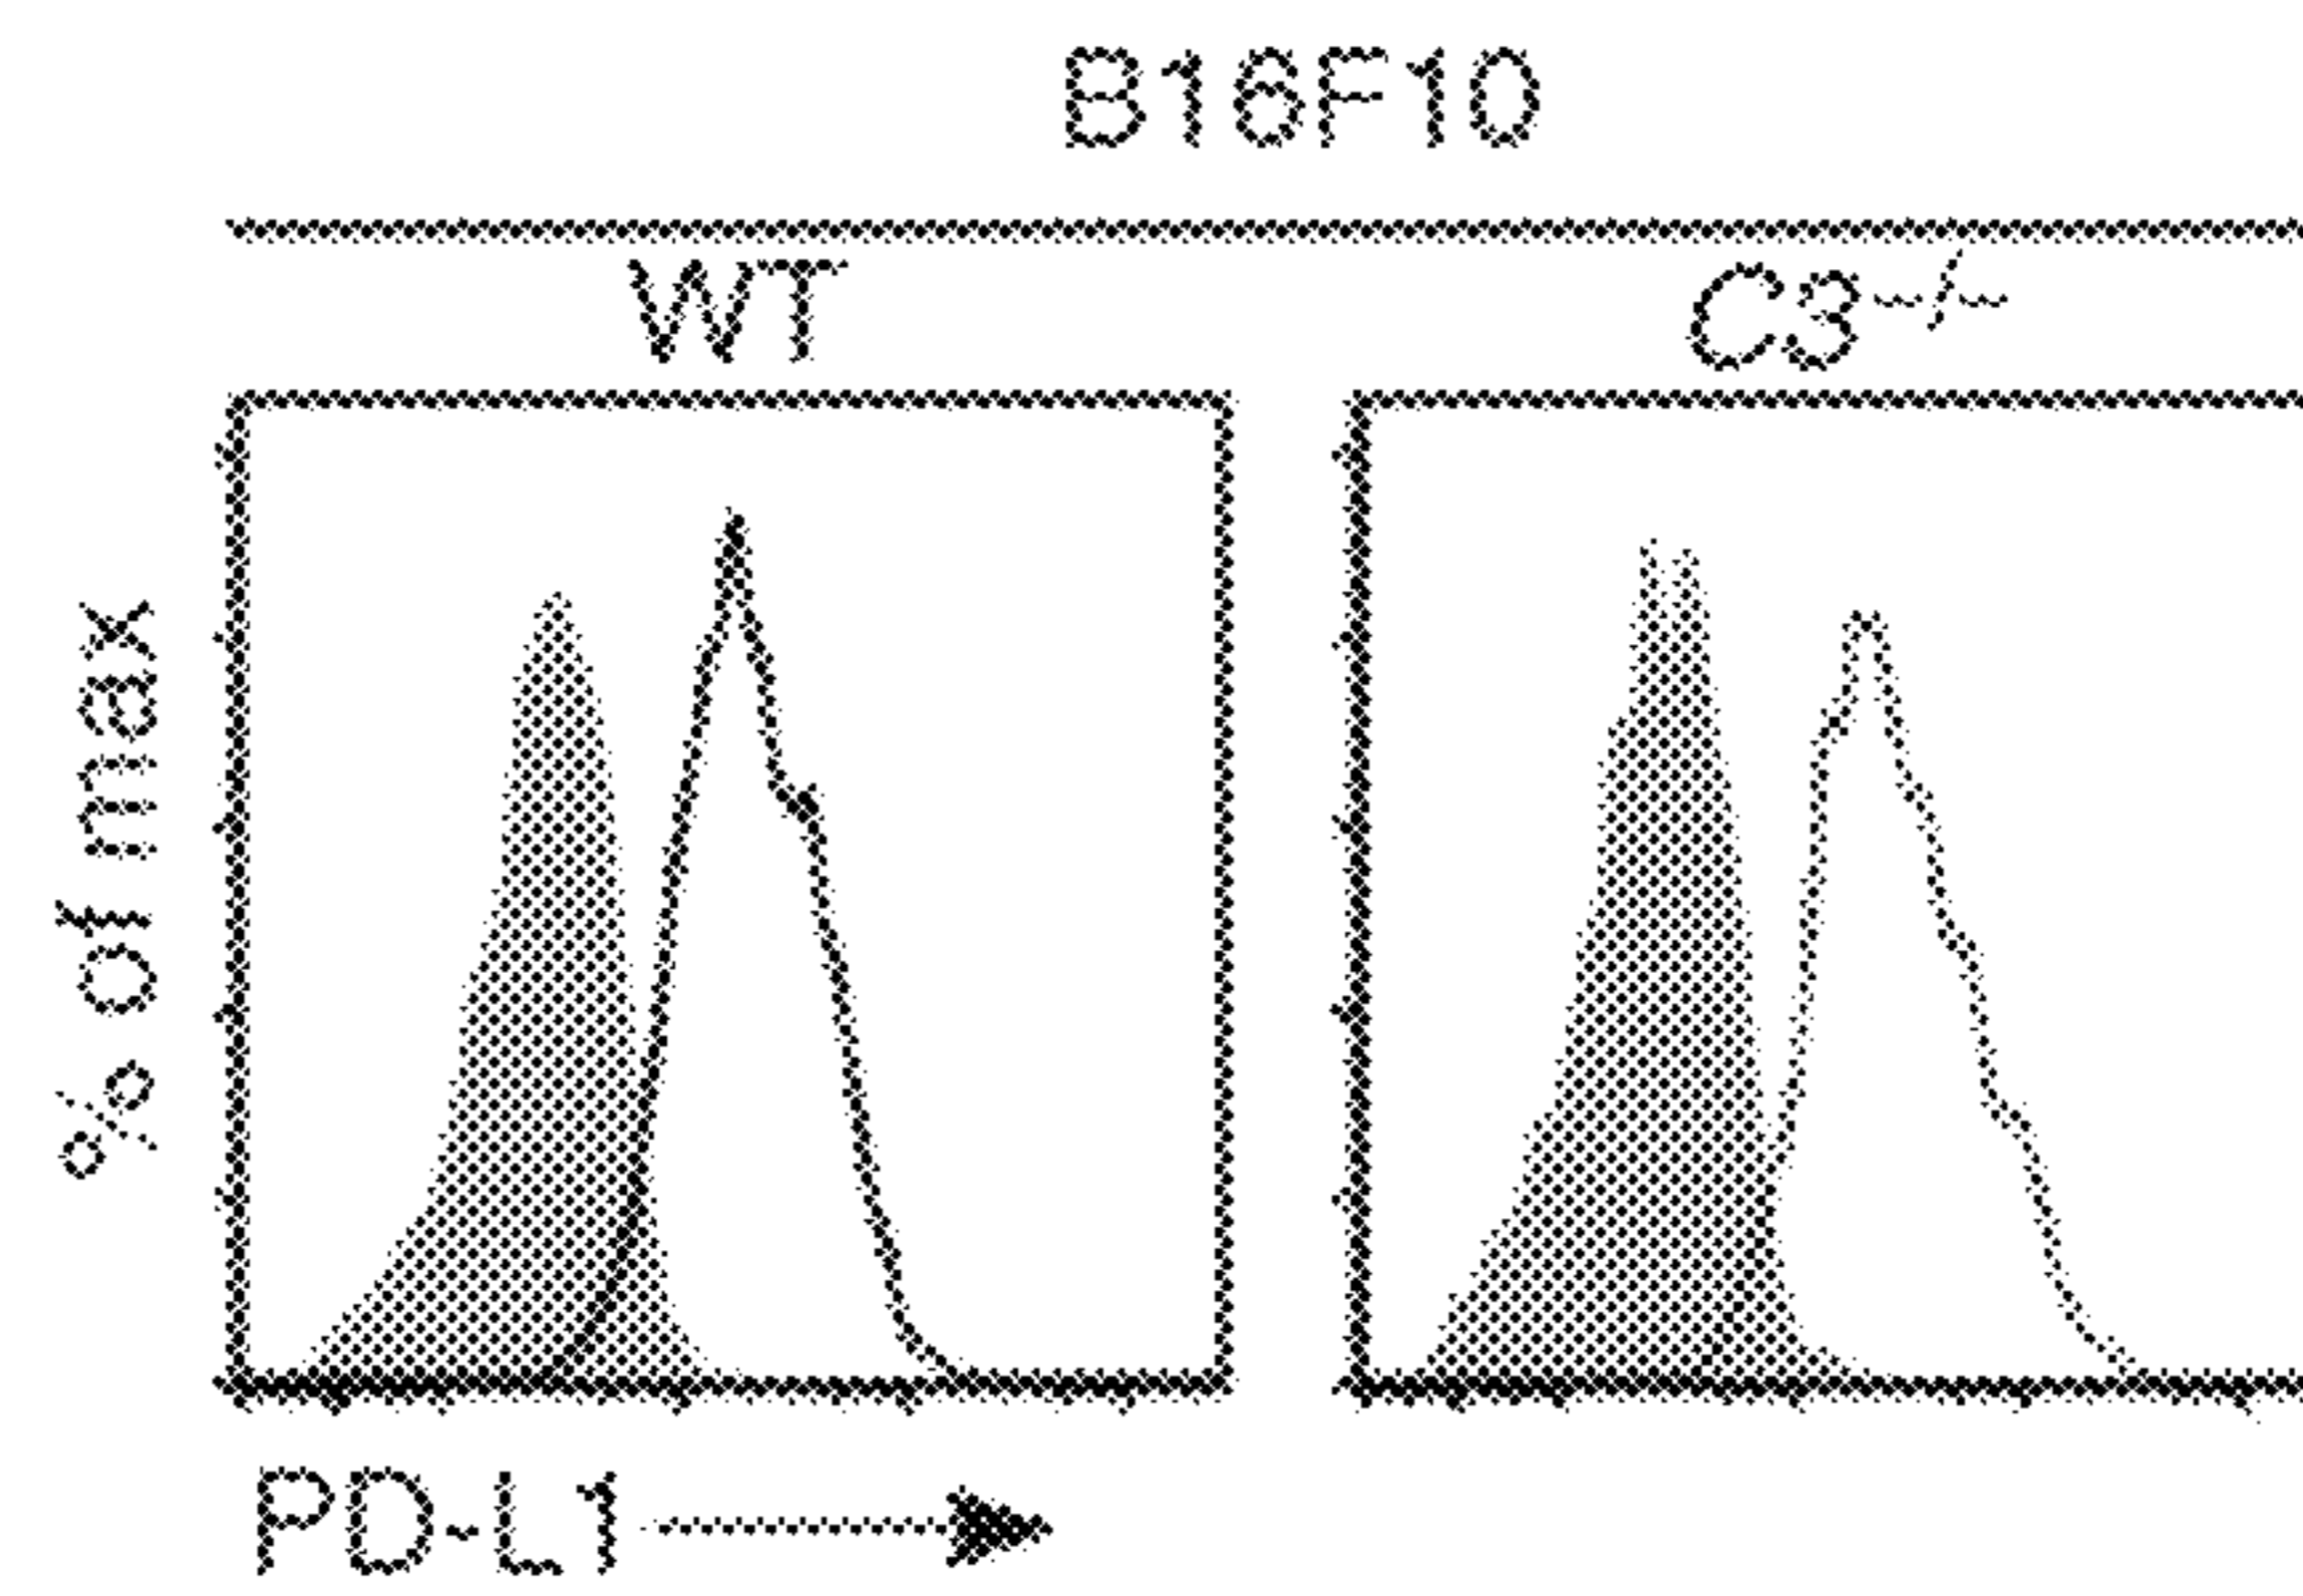 B16F10
WT
C3-/-
% of max
PD-L1